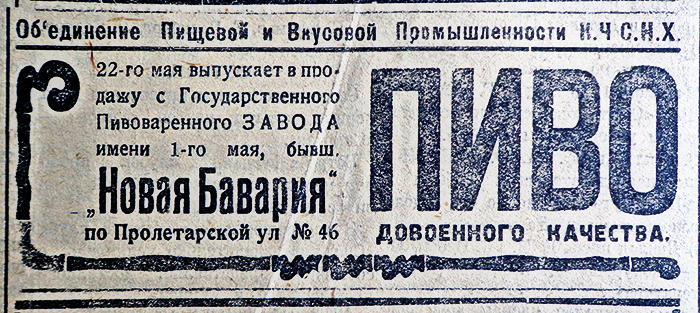 Об'единение Пищевой и Вкусовой Промышленности К.Ч С.Н.Х.
22-го мая выпускает в про-
дажу с Государственного
Пивоваренного ЗАВОДА
имени 1-го мая, бывш.
„Новая Бавария"
по Пролетарской ул № 46
ПИВО
ДОВОЕННОГО КАЧЕСТВА.